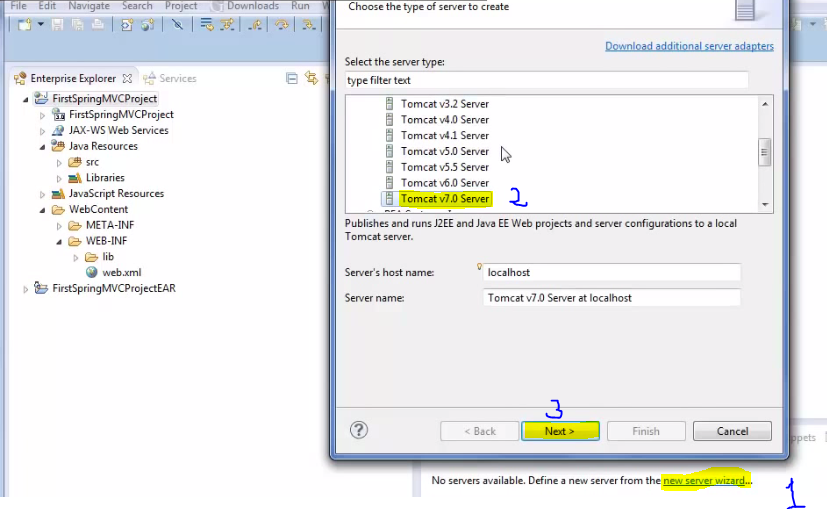 File Edit Navigate Search Project Downloads Run
Choose the type of server to create
Download additional server adapters
Select the server type:
type filter text
Enterprise Explorer Services
FirstSpringMVCProject
FirstSpringMVCProject
JAX-WS Web Services
Java Resources
src
Libraries
JavaScript Resources
WebContent
META-INF
WEB-INF
lib
web.xml
FirstSpringMVCProjectEAR
Tomcat v3.2 Server
Tomcat v4.0 Server
Tomcat v4.1 Server
Tomcat v5.0 Server
Tomcat v5.5 Server
Tomcat v6.0 Server
Tomcat v7.0 Server 2
Publishes and runs J2EE and Java EE Web projects and server configurations to a local
Tomcat server.
Server's host name: localhost
Server name: Tomcat v7.0 Server at localhost
3
? < Back Next > Finish Cancel
ppets
No servers available. Define a new server from the new server wizard...
1